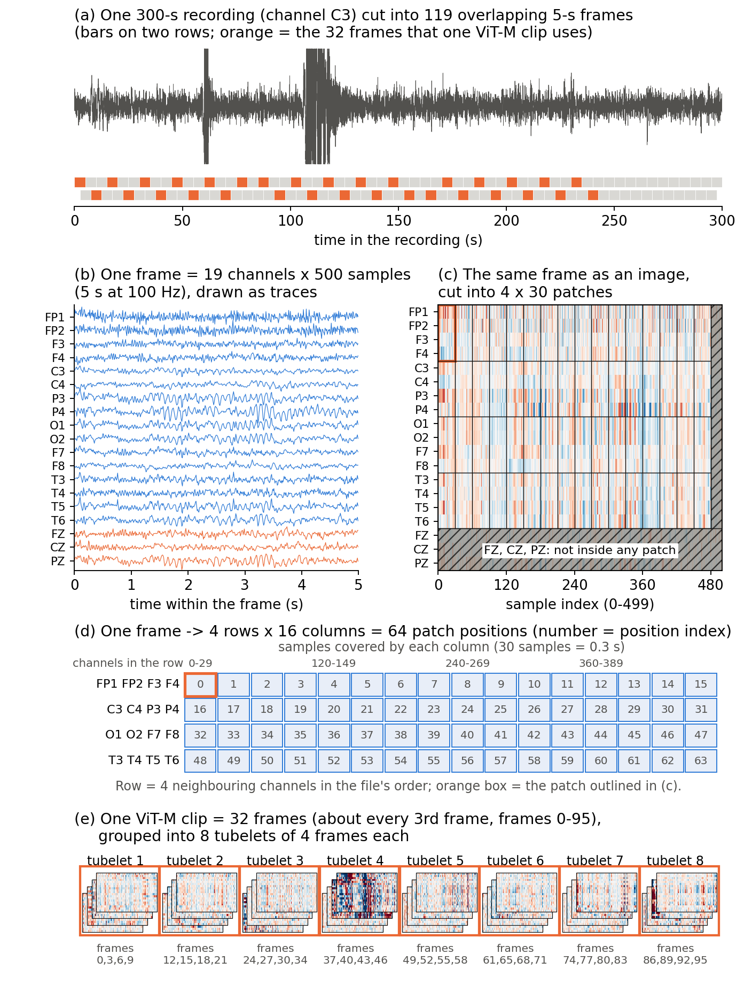 (a) One 300-s recording (channel C3) cut into 119 overlapping 5-s frames
(bars on two rows; orange = the 32 frames that one ViT-M clip uses)
0 50 100 150 200 250 300
time in the recording (s)
(b) One frame = 19 channels x 500 samples
(5 s at 100 Hz), drawn as traces
FP1
FP2
F3
F4
C3
C4
P3
P4
O1
O2
F7
F8
T3
T4
T5
T6
FZ
CZ
PZ
0 1 2 3 4 5
time within the frame (s)
(c) The same frame as an image,
cut into 4 x 30 patches
FP1
FP2
F3
F4
C3
C4
P3
P4
O1
O2
F7
F8
T3
T4
T5
T6
FZ
CZ
PZ
FZ, CZ, PZ: not inside any patch
0 120 240 360 480
sample index (0-499)
(d) One frame -> 4 rows x 16 columns = 64 patch positions (number = position index)
samples covered by each column (30 samples = 0.3 s)
channels in the row 0-29 120-149 240-269 360-389
FP1 FP2 F3 F4 0 1 2 3 4 5 6 7 8 9 10 11 12 13 14 15
C3 C4 P3 P4 16 17 18 19 20 21 22 23 24 25 26 27 28 29 30 31
O1 O2 F7 F8 32 33 34 35 36 37 38 39 40 41 42 43 44 45 46 47
T3 T4 T5 T6 48 49 50 51 52 53 54 55 56 57 58 59 60 61 62 63
Row = 4 neighbouring channels in the file's order; orange box = the patch outlined in (c).
(e) One ViT-M clip = 32 frames (about every 3rd frame, frames 0-95),
grouped into 8 tubelets of 4 frames each
tubelet 1 tubelet 2 tubelet 3 tubelet 4 tubelet 5 tubelet 6 tubelet 7 tubelet 8
frames frames frames frames frames frames frames frames
0,3,6,9 12,15,18,21 24,27,30,34 37,40,43,46 49,52,55,58 61,65,68,71 74,77,80,83 86,89,92,95